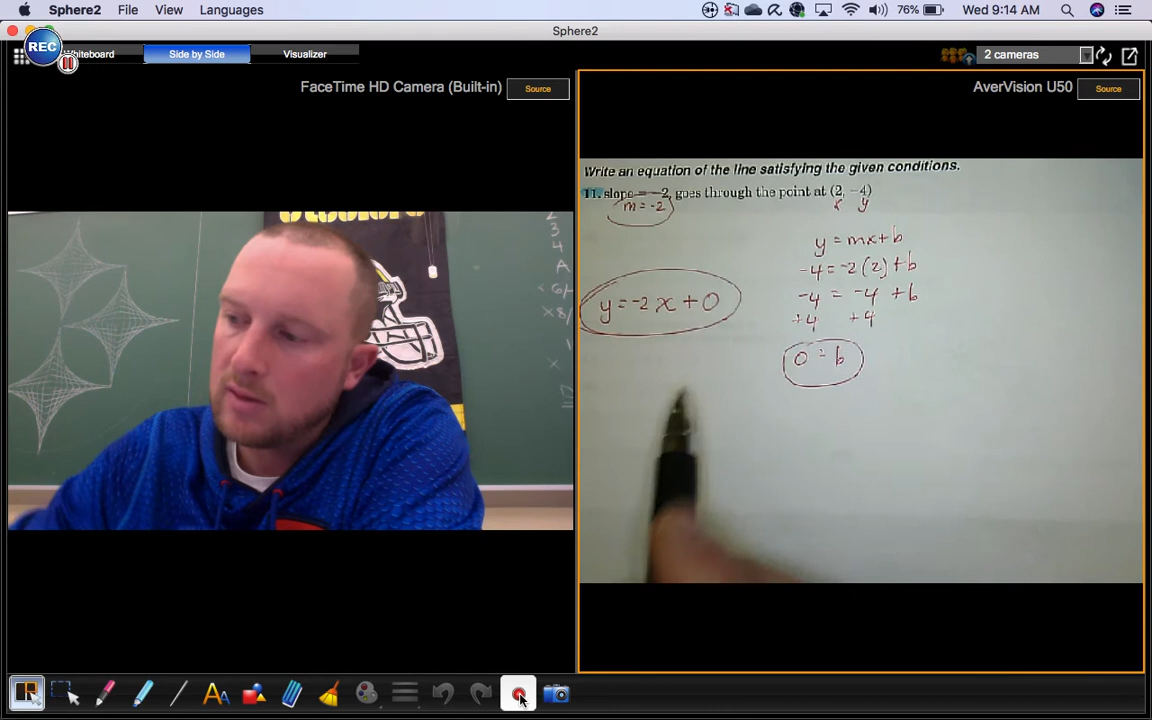 Sphere2 File View Languages 76% Wed 9:14 AM
Sphere2
REC
Whiteboard Side by Side Visualizer 2 cameras
FaceTime HD Camera (Built-in) Source
AverVision U50 Source
2
3
4
A
Write an equation of the line satisfying the given conditions.
11. slope = -2, goes through the point at (2, -4)
m = -2 x y
y = mx + b
-4 = -2(2) + b
-4 = -4 + b
+4 +4
0 = b
y = -2x + 0
A